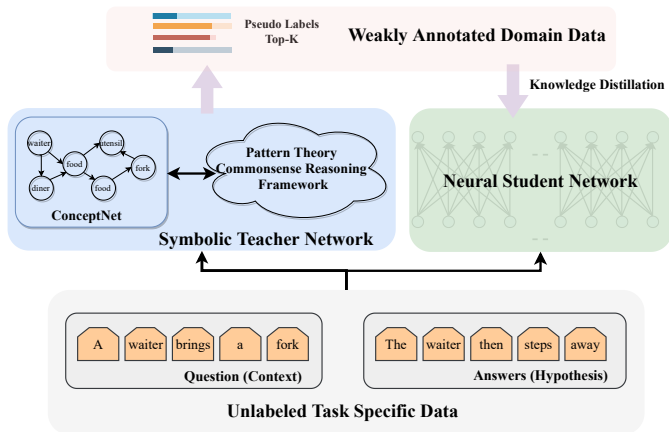 Pseudo Labels
Top-K
Weakly Annotated Domain Data
Knowledge Distillation
waiter
utensil
food
fork
diner
food
ConceptNet
Pattern Theory
Commonsense Reasoning
Framework
Symbolic Teacher Network
Neural Student Network
A waiter brings a fork
Question (Context)
The waiter then steps away
Answers (Hypothesis)
Unlabeled Task Specific Data